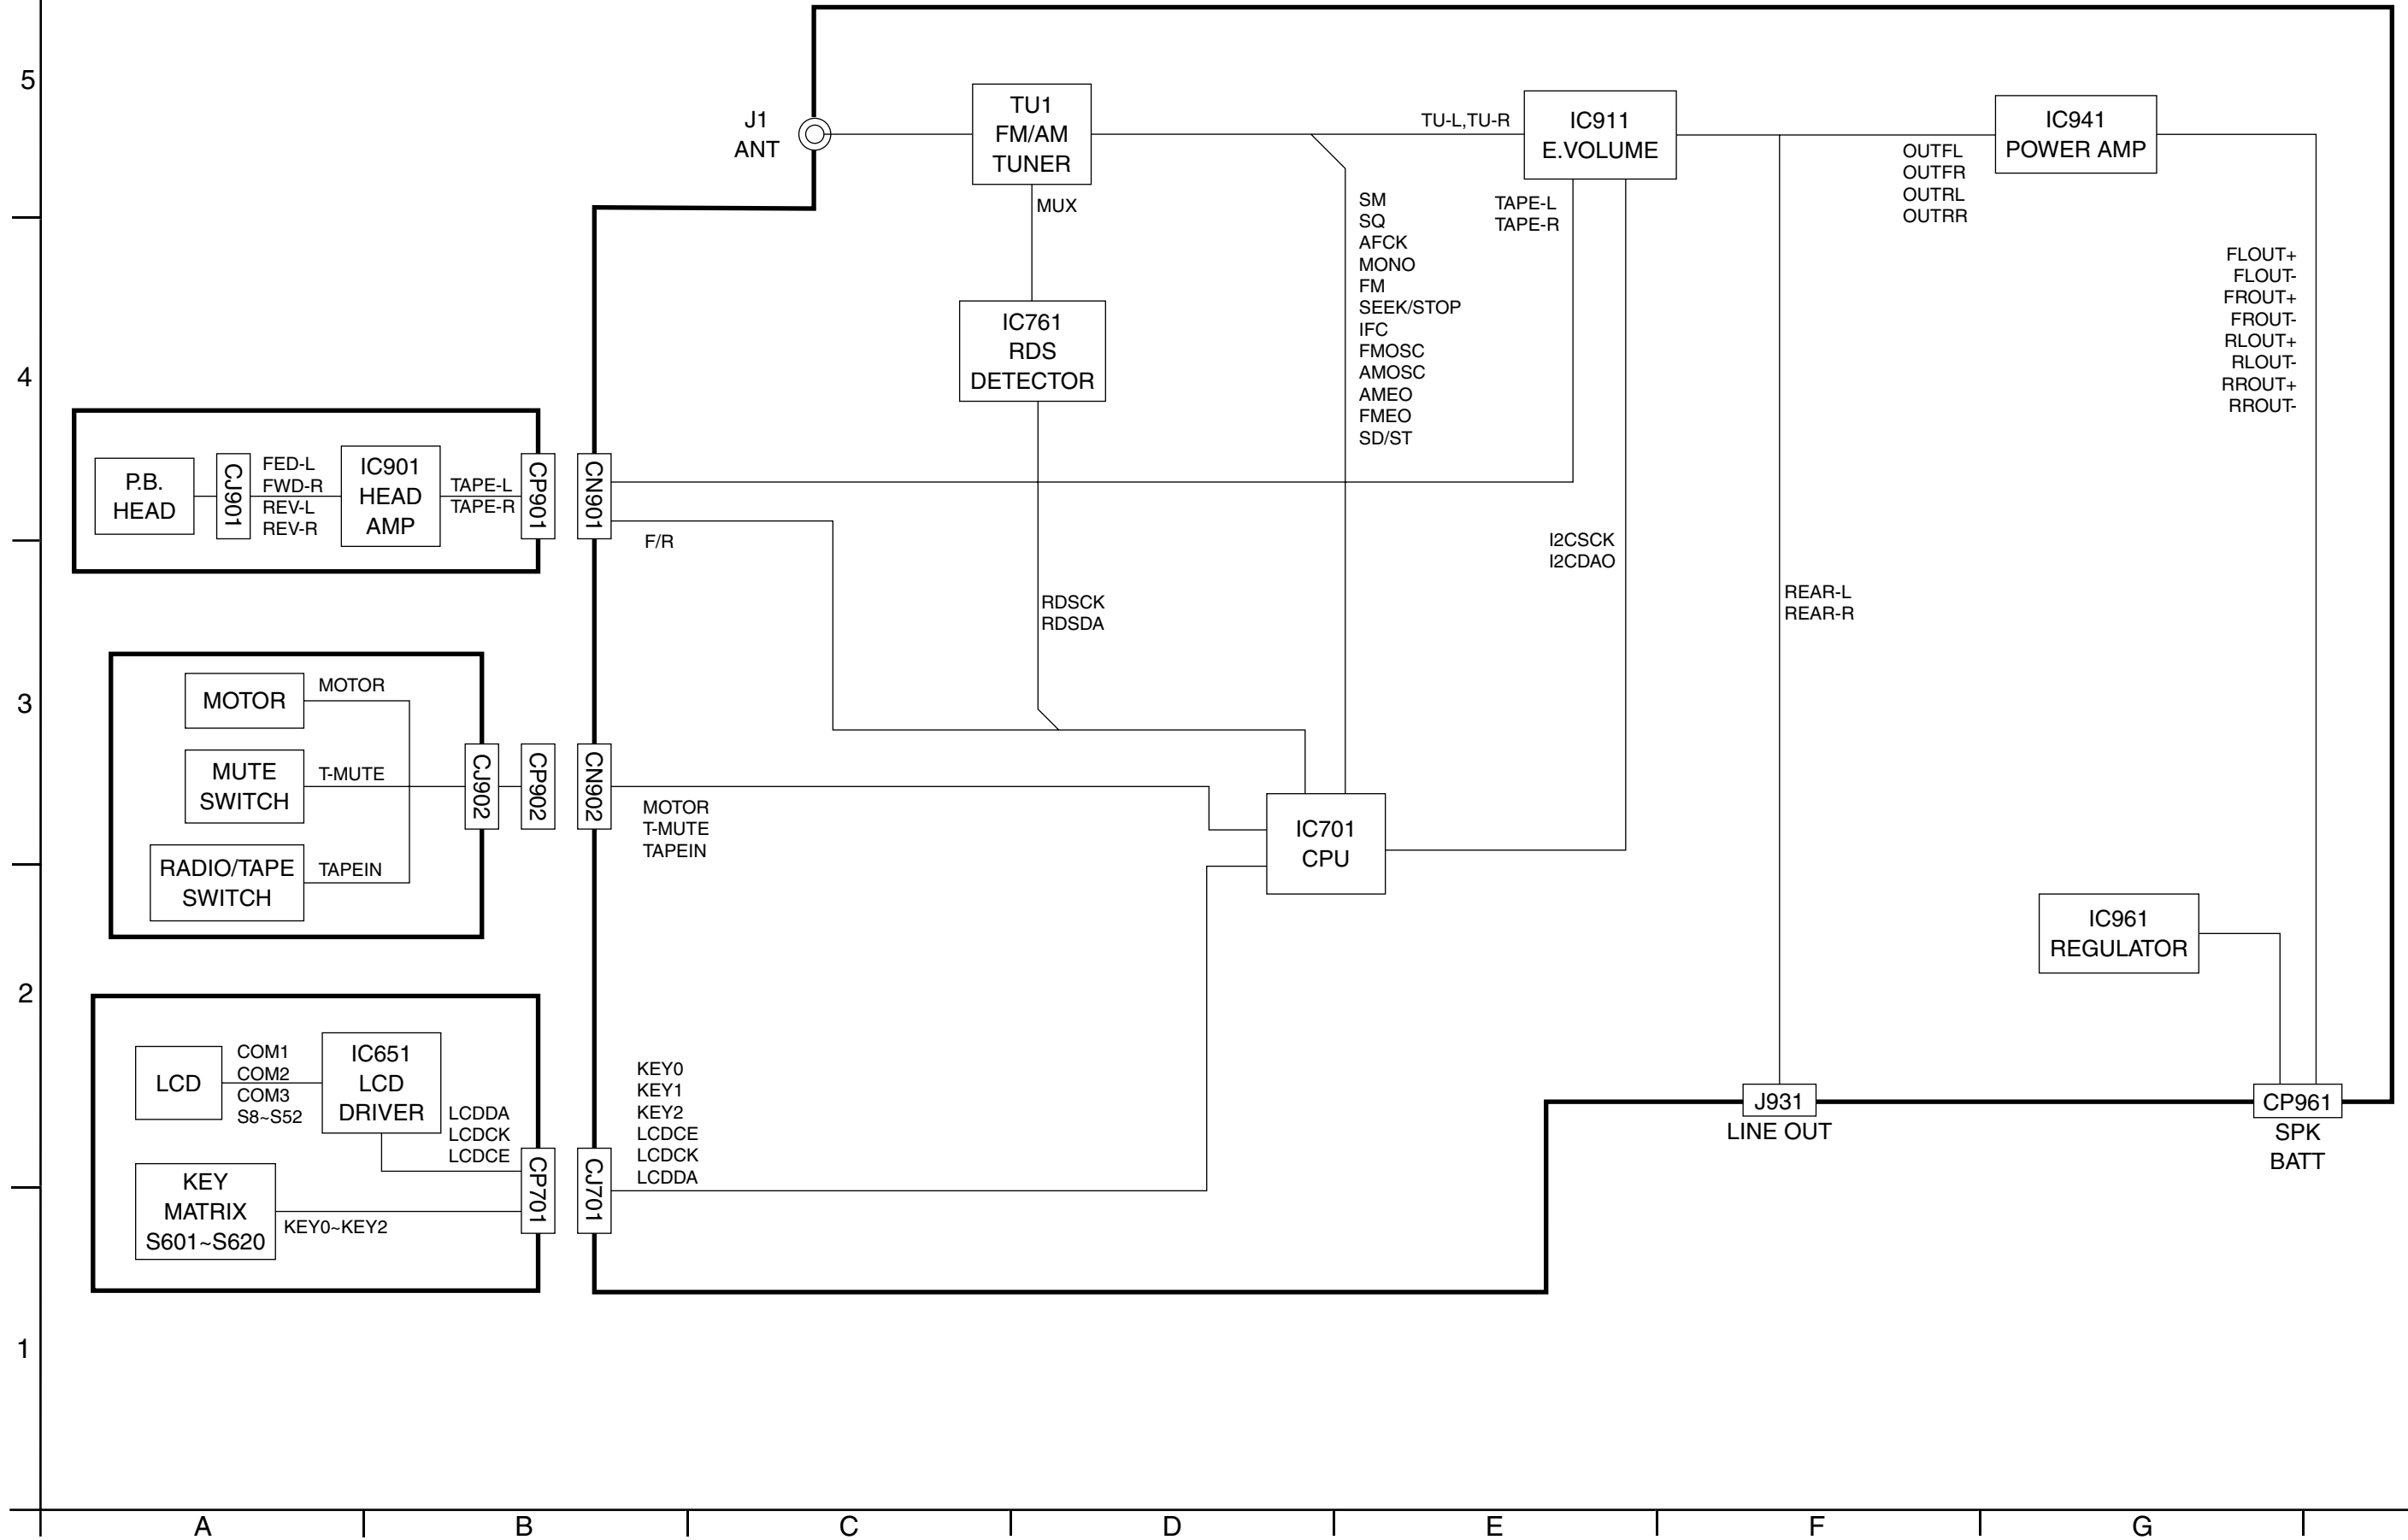 5
J1
ANT
TU1
FM/AM
TUNER
TU-L,TU-R
IC911
E.VOLUME
IC941
POWER AMP
OUTFL
OUTFR
OUTRL
OUTRR
MUX
SM
SQ
AFCK
MONO
FM
SEEK/STOP
IFC
FMOSC
AMOSC
AMEO
FMEO
SD/ST
TAPE-L
TAPE-R
FLOUT+
FLOUT-
FROUT+
FROUT-
RLOUT+
RLOUT-
RROUT+
RROUT-
IC761
RDS
DETECTOR
4
P.B.
HEAD
CJ901
FED-L
FWD-R
REV-L
REV-R
IC901
HEAD
AMP
TAPE-L
TAPE-R
CP901
CN901
F/R
I2CSCK
I2CDAO
RDSCK
RDSDA
REAR-L
REAR-R
3
MOTOR
MOTOR
MUTE
SWITCH
T-MUTE
RADIO/TAPE
SWITCH
TAPEIN
CJ902
CP902
CN902
MOTOR
T-MUTE
TAPEIN
IC701
CPU
IC961
REGULATOR
2
LCD
COM1
COM2
COM3
S8~S52
IC651
LCD
DRIVER
LCDDA
LCDCK
LCDCE
KEY
MATRIX
S601~S620
KEY0~KEY2
CP701
CJ701
KEY0
KEY1
KEY2
LCDCE
LCDCK
LCDDA
J931
LINE OUT
CP961
SPK
BATT
1
A B C D E F G